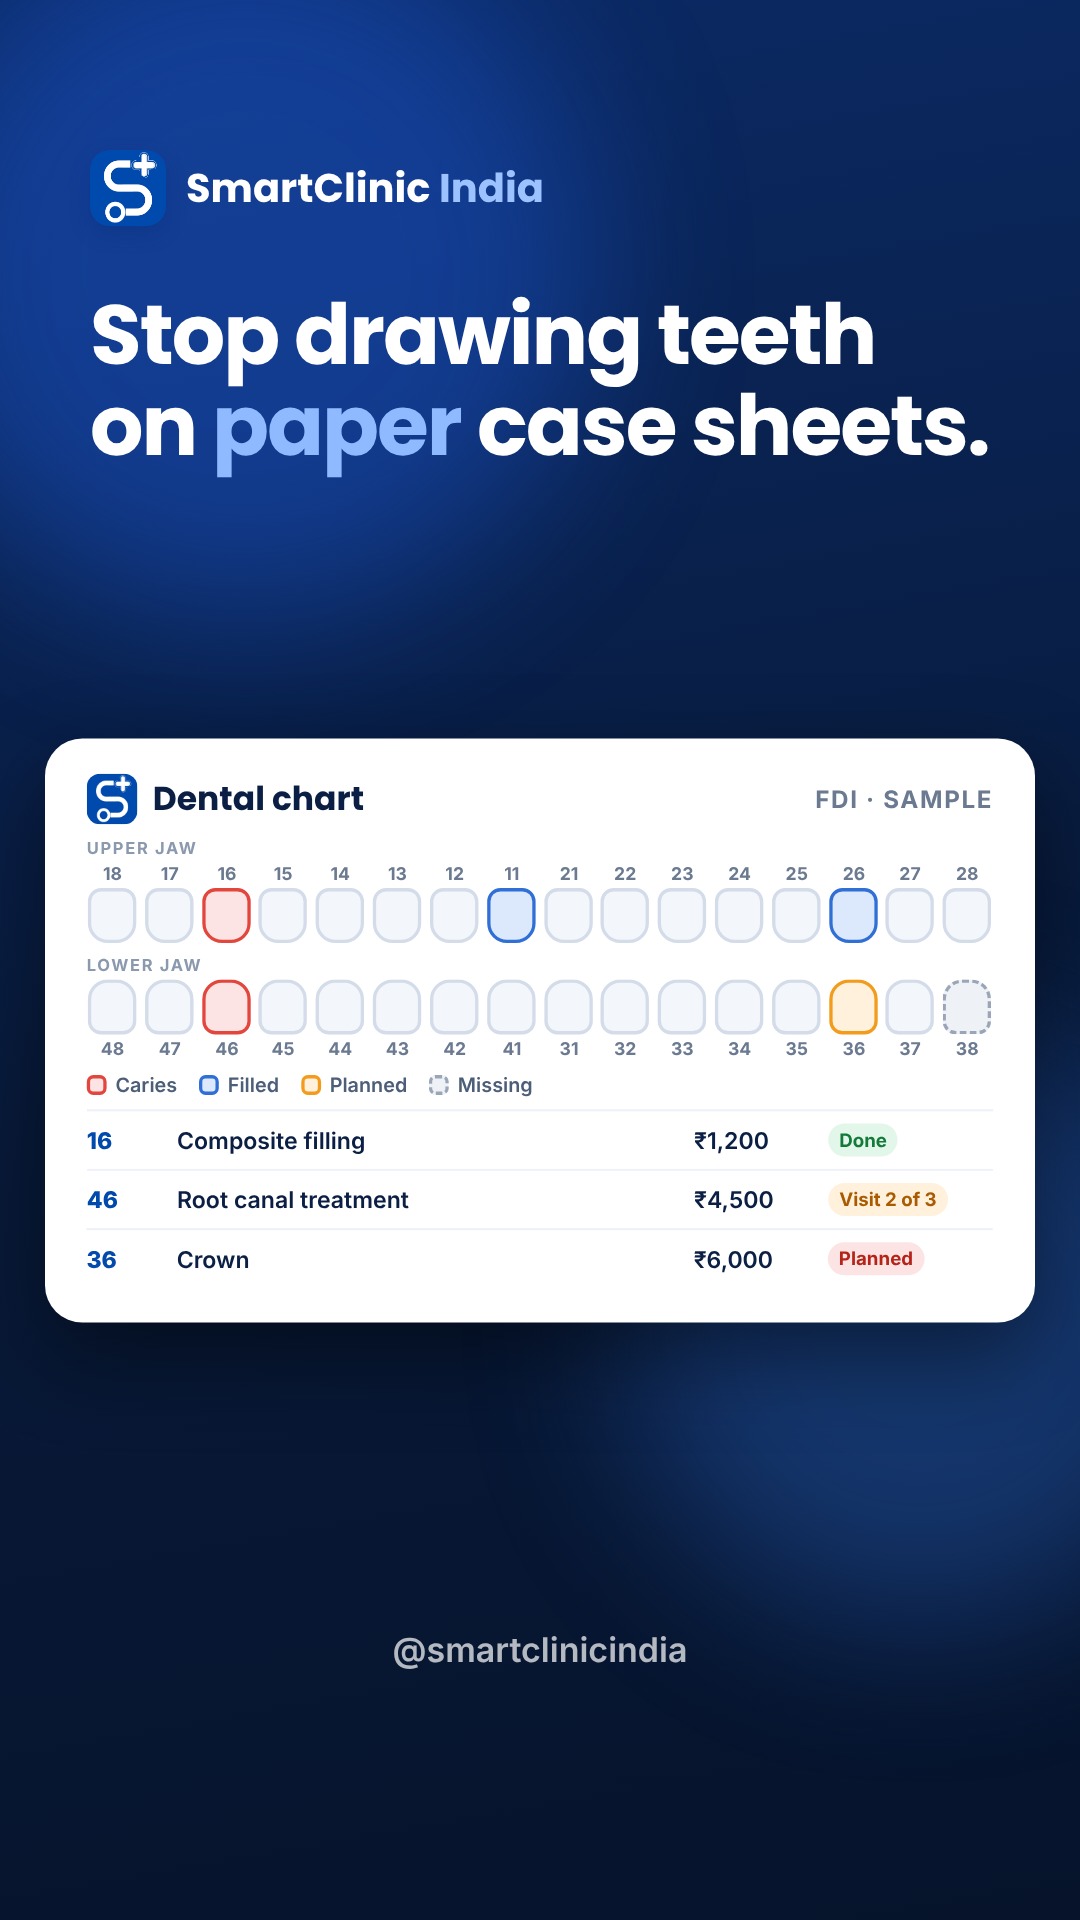 SmartClinic India
Stop drawing teeth
on paper case sheets.
Dental chart
FDI · SAMPLE
UPPER JAW
18 17 16 15 14 13 12 11 21 22 23 24 25 26 27 28
LOWER JAW
48 47 46 45 44 43 42 41 31 32 33 34 35 36 37 38
Caries Filled Planned Missing
16 Composite filling ₹1,200 Done
46 Root canal treatment ₹4,500 Visit 2 of 3
36 Crown ₹6,000 Planned
@smartclinicindia